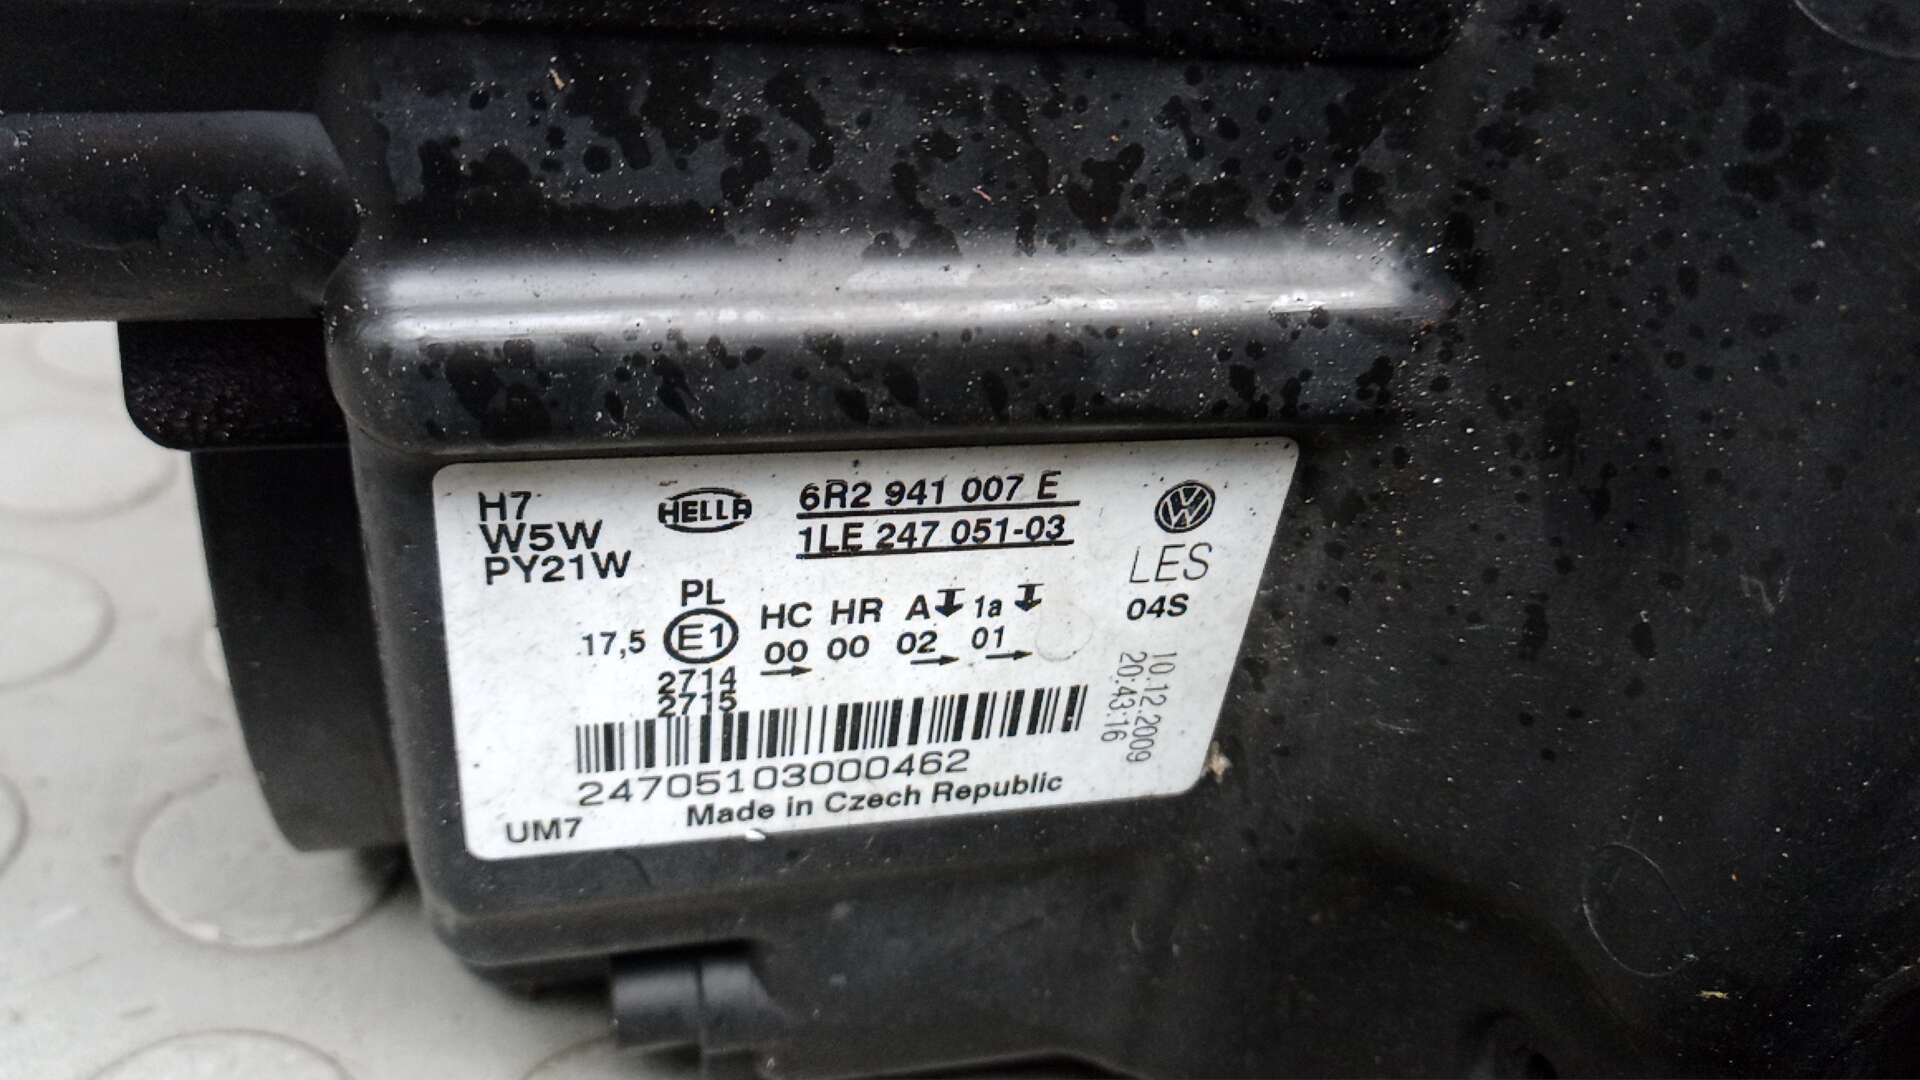 H7
W5W
PY21W
HELLA
6R2 941 007 E
1LE 247 051-03
LES
04S
PL
17,5 E1
2714
2715
HC HR A 1a
00 00 02 01
10.12.2009
20:43:16
24705103000462
Made in Czech Republic
UM7